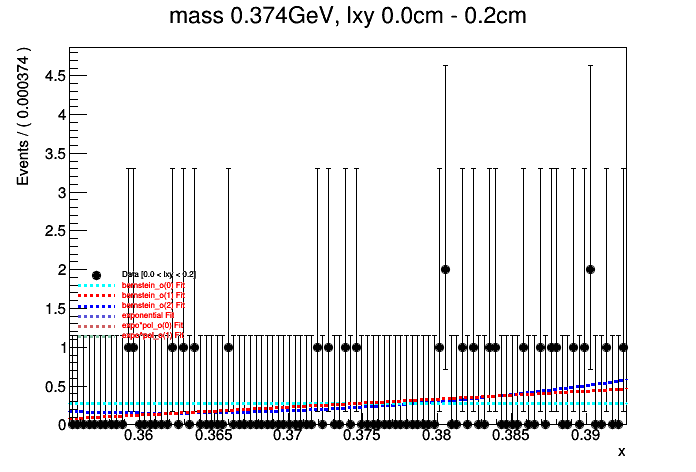 mass 0.374GeV, lxy 0.0cm - 0.2cm
Events / ( 0.000374 )
4.5
4
3.5
3
2.5
2
1.5
1
0.5
0
Data [0.0 < lxy < 0.2]
bernstein_o(0) Fit
bernstein_o(1) Fit
bernstein_o(2) Fit
exponential Fit
expo*pol_o(0) Fit
expo*pol_o(1) Fit
0.36 0.365 0.37 0.375 0.38 0.385 0.39
x